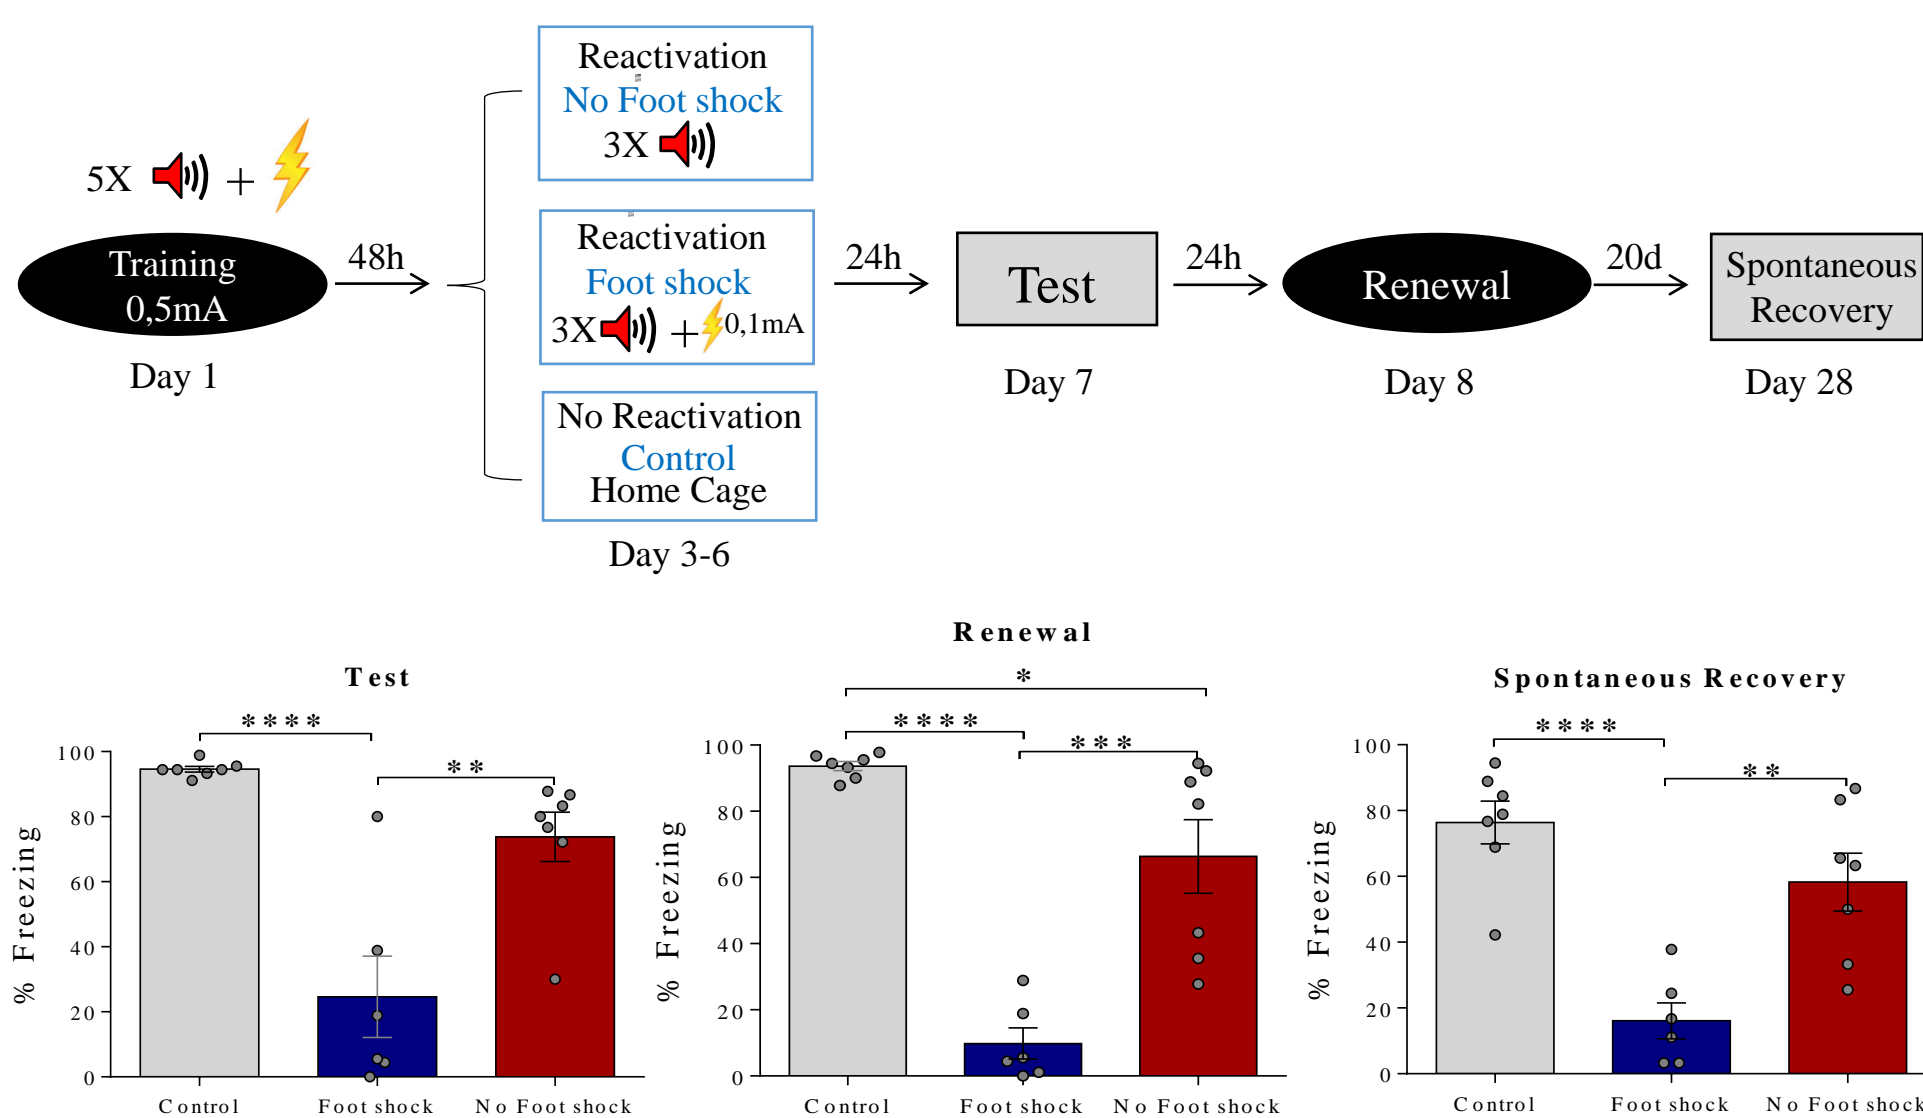 5X +
Training
0,5mA
Day 1
48h
Reactivation
No Foot shock
3X
Reactivation
Foot shock
3X + 0,1mA
No Reactivation
Control
Home Cage
Day 3-6
24h
Test
Day 7
24h
Renewal
Day 8
20d
Spontaneous
Recovery
Day 28
Test
**** 
**
% Freezing
100
80
60
40
20
0
Control Foot shock No Foot shock
Renewal
*
****
***
% Freezing
100
80
60
40
20
0
Control Foot shock No Foot shock
Spontaneous Recovery
****
**
% Freezing
100
80
60
40
20
0
Control Foot shock No Foot shock